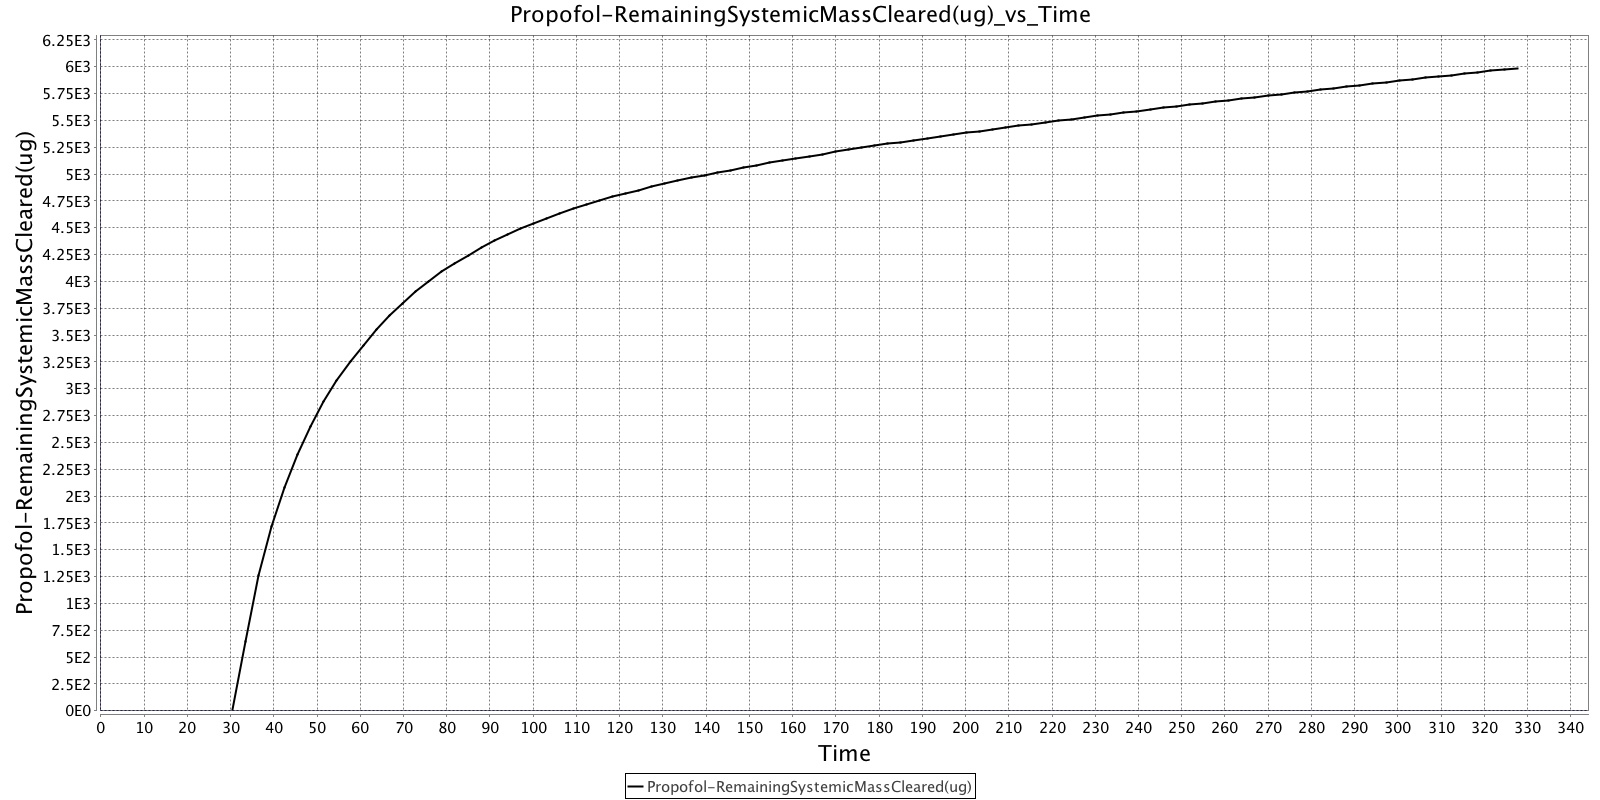 Propofol-RemainingSystemicMassCleared(ug)_vs_Time
Propofol-RemainingSystemicMassCleared(ug)
6.25E3
6E3
5.75E3
5.5E3
5.25E3
5E3
4.75E3
4.5E3
4.25E3
4E3
3.75E3
3.5E3
3.25E3
3E3
2.75E3
2.5E3
2.25E3
2E3
1.75E3
1.5E3
1.25E3
1E3
7.5E2
5E2
2.5E2
0E0
0 10 20 30 40 50 60 70 80 90 100 110 120 130 140 150 160 170 180 190 200 210 220 230 240 250 260 270 280 290 300 310 320 330 340
Time
Propofol-RemainingSystemicMassCleared(ug)